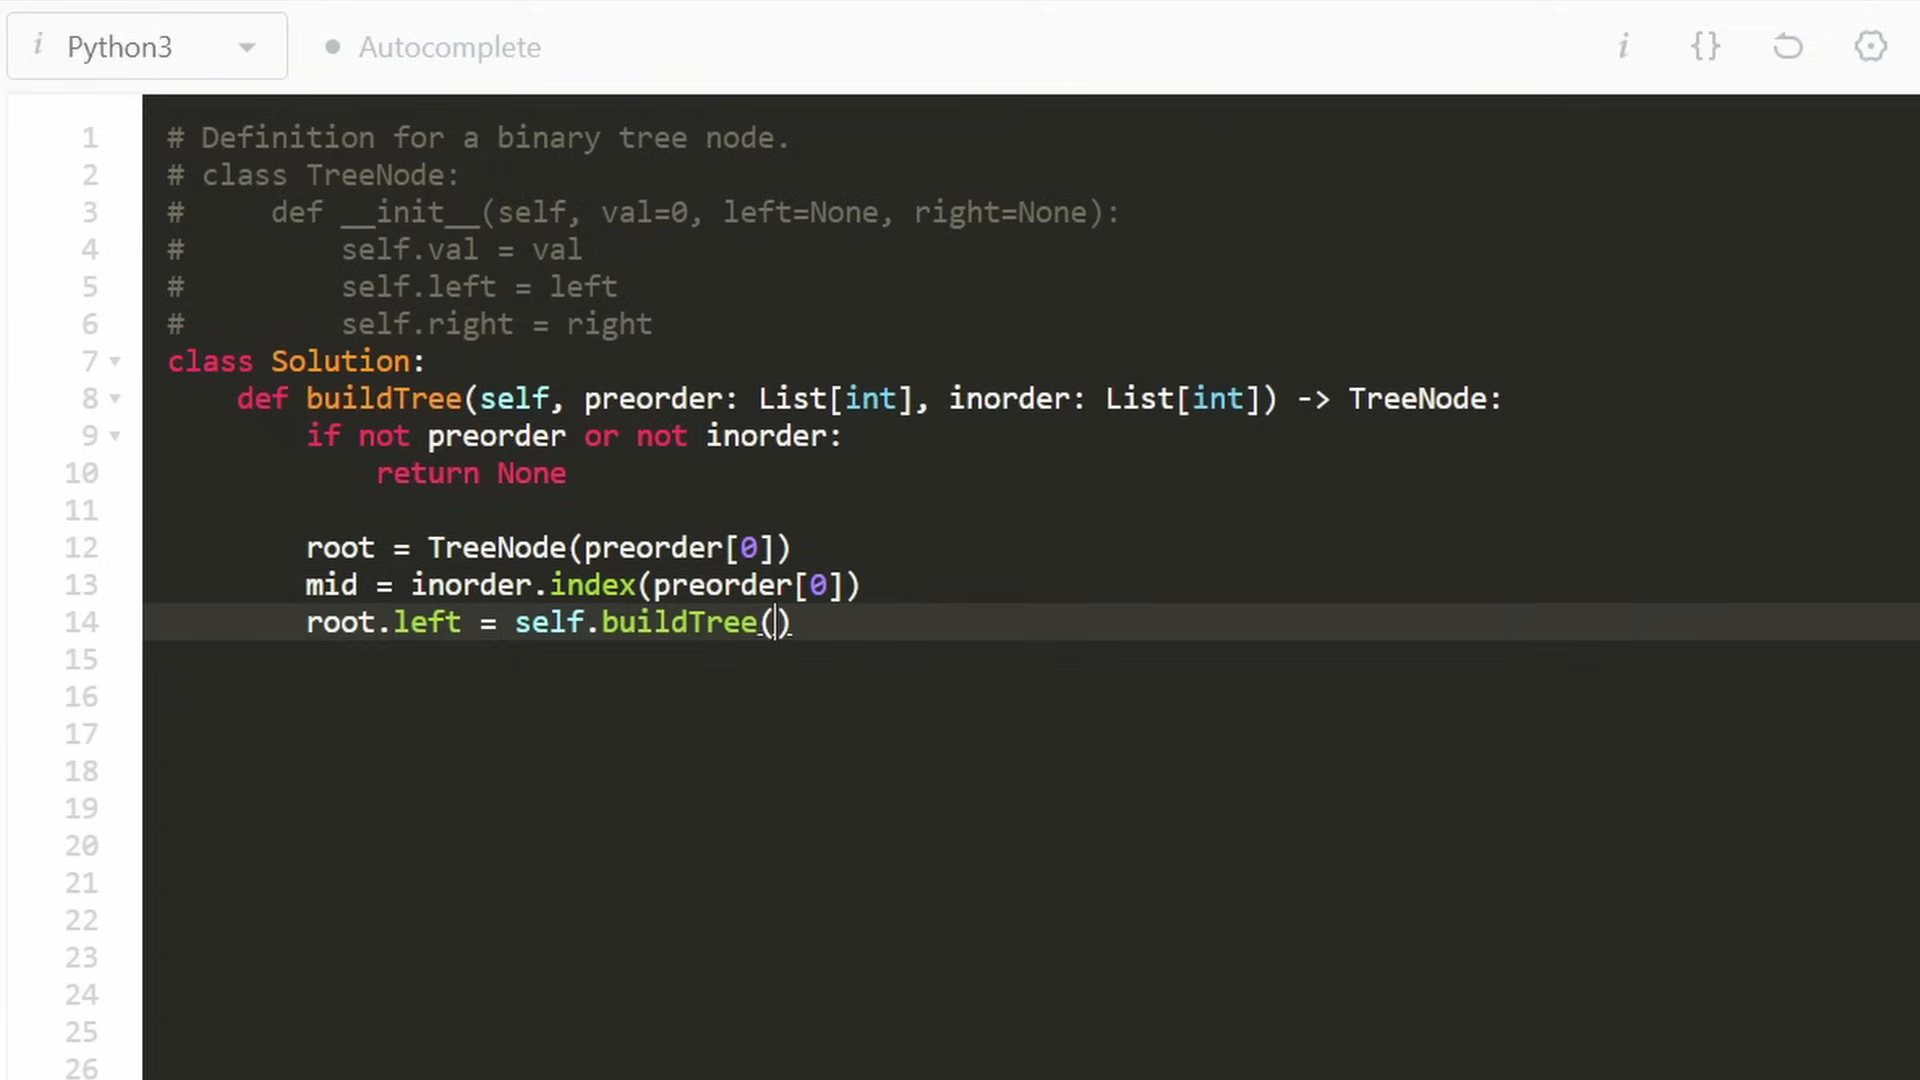 i Python3 Autocomplete i {}
1 # Definition for a binary tree node.
2 # class TreeNode:
3 #     def __init__(self, val=0, left=None, right=None):
4 #         self.val = val
5 #         self.left = left
6 #         self.right = right
7 class Solution:
8     def buildTree(self, preorder: List[int], inorder: List[int]) -> TreeNode:
9         if not preorder or not inorder:
10             return None
11
12         root = TreeNode(preorder[0])
13         mid = inorder.index(preorder[0])
14         root.left = self.buildTree()
15
16
17
18
19
20
21
22
23
24
25
26